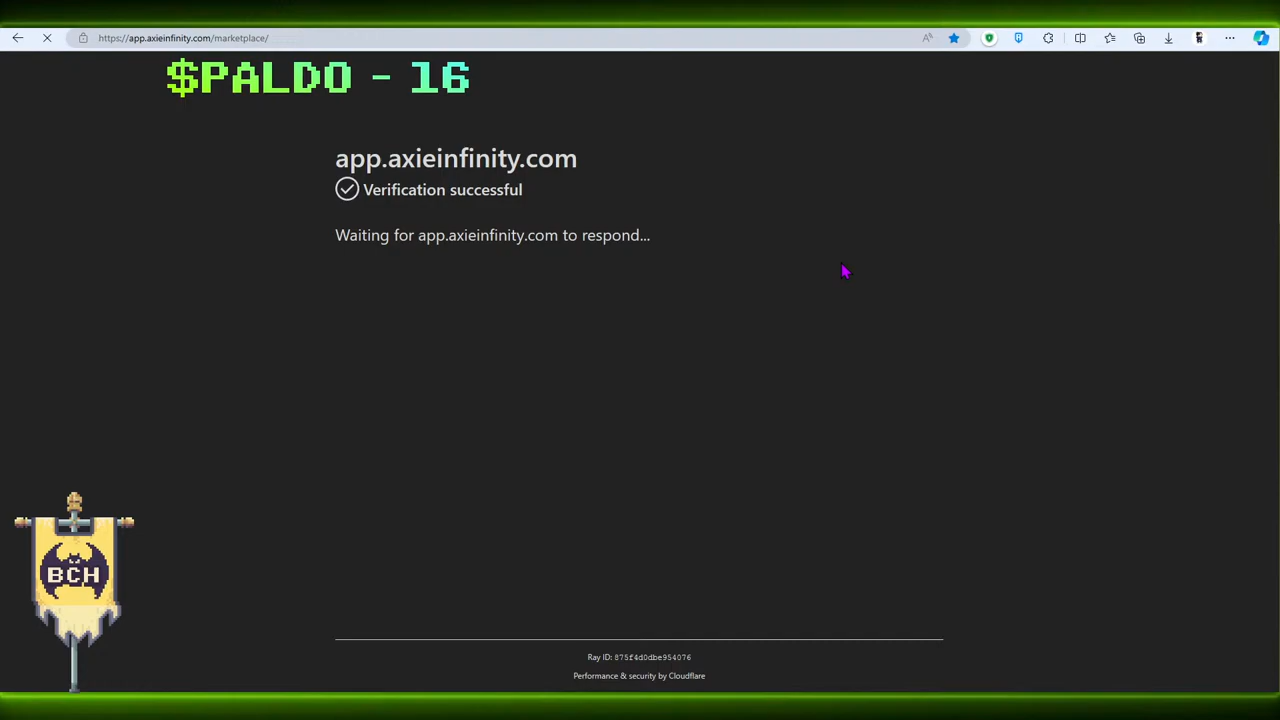 https://app.axieinfinity.com/marketplace/
$PALDO - 16
app.axieinfinity.com
Verification successful
Waiting for app.axieinfinity.com to respond...
BCH
Ray ID: 875f4d0dbe954076
Performance & security by Cloudflare